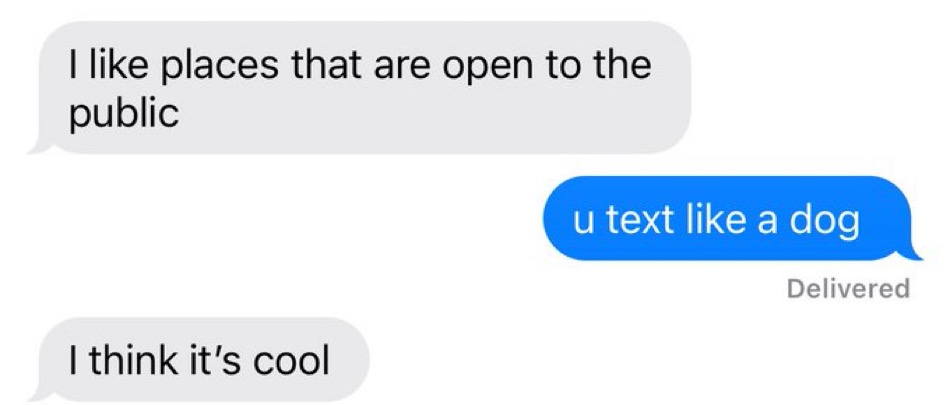 I like places that are open to the
public
u text like a dog
Delivered
I think it’s cool